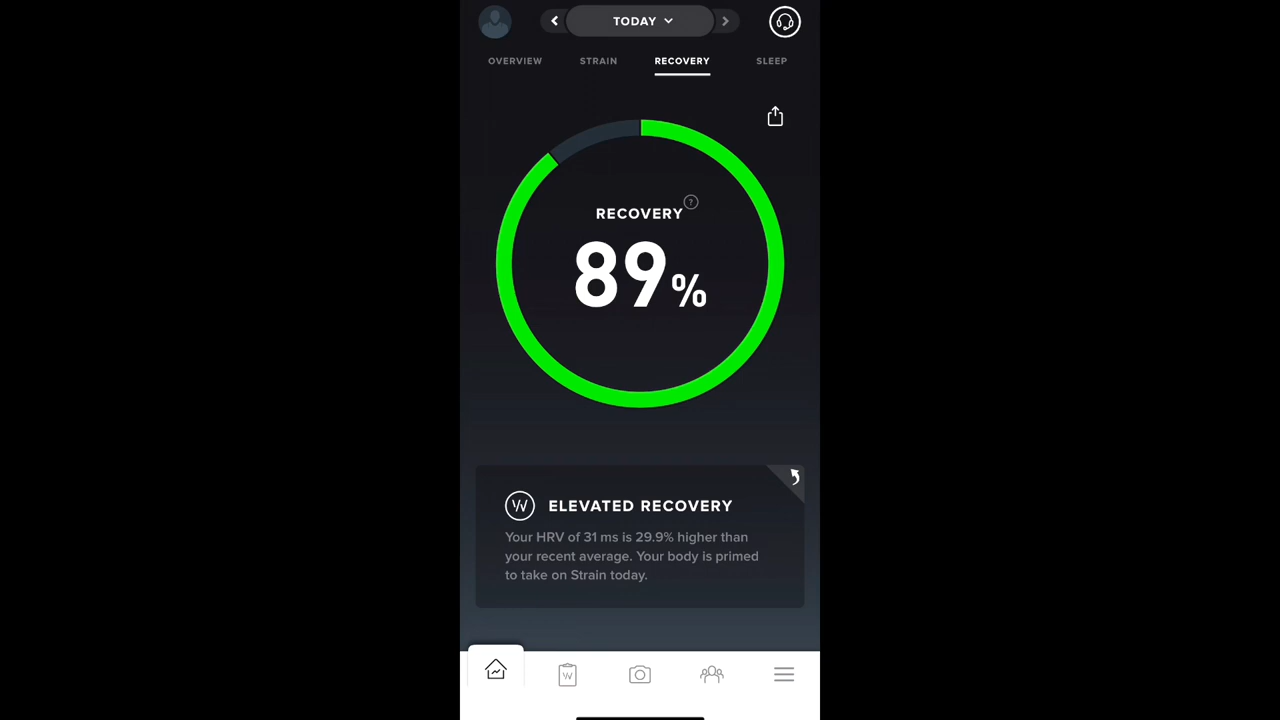 TODAY
OVERVIEW STRAIN RECOVERY SLEEP
RECOVERY ?
89%
W ELEVATED RECOVERY
Your HRV of 31 ms is 29.9% higher than
your recent average. Your body is primed
to take on Strain today.
W